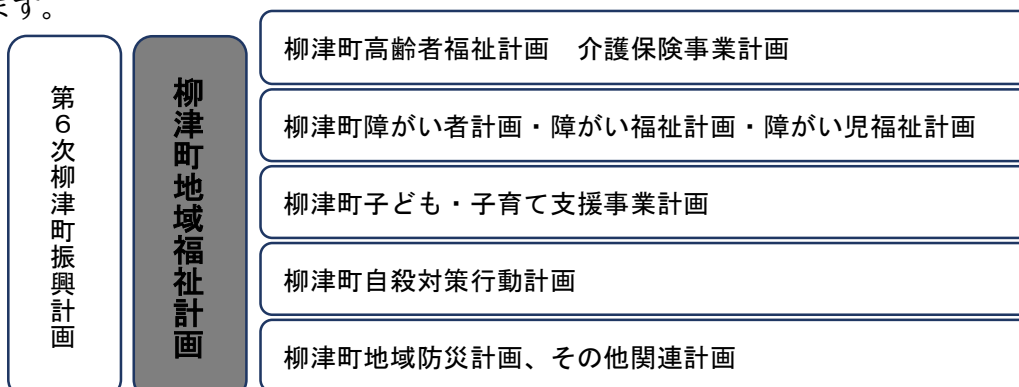 ます。
第６次柳津町振興計画
柳津町地域福祉計画
柳津町高齢者福祉計画　介護保険事業計画
柳津町障がい者計画・障がい福祉計画・障がい児福祉計画
柳津町子ども・子育て支援事業計画
柳津町自殺対策行動計画
柳津町地域防災計画、その他関連計画